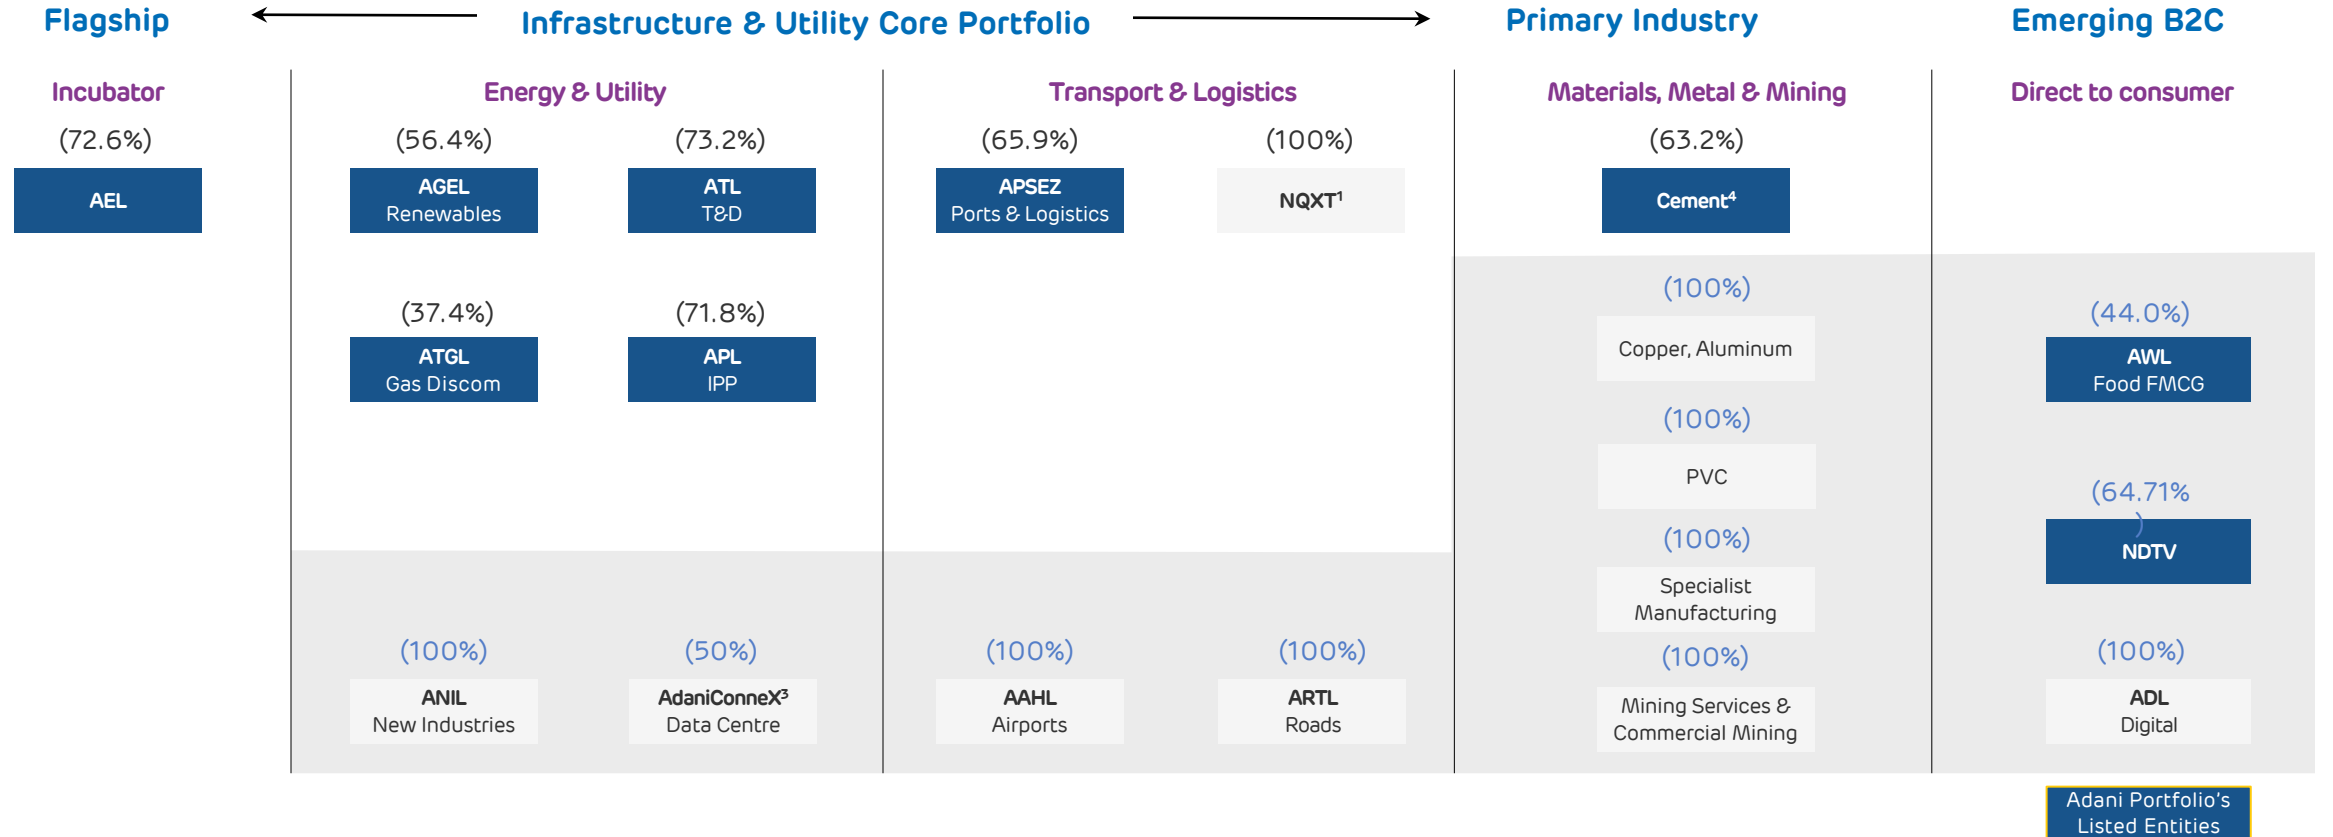 Flagship
Infrastructure & Utility Core Portfolio
Primary Industry
Emerging B2C
Incubator
Energy & Utility
Transport & Logistics
Materials, Metal & Mining
Direct to consumer
(72.6%)
AEL
(56.4%)
AGEL
Renewables
(73.2%)
ATL
T&D
(37.4%)
ATGL
Gas Discom
(71.8%)
APL
IPP
(100%)
ANIL
New Industries
(50%)
AdaniConneX³
Data Centre
(65.9%)
APSEZ
Ports & Logistics
(100%)
NQXT¹
(100%)
AAHL
Airports
(100%)
ARTL
Roads
(63.2%)
Cement⁴
(100%)
Copper, Aluminum
(100%)
PVC
(100%)
Specialist
Manufacturing
(100%)
Mining Services &
Commercial Mining
(44.0%)
AWL
Food FMCG
(64.71%
)
NDTV
(100%)
ADL
Digital
Adani Portfolio's
Listed Entities